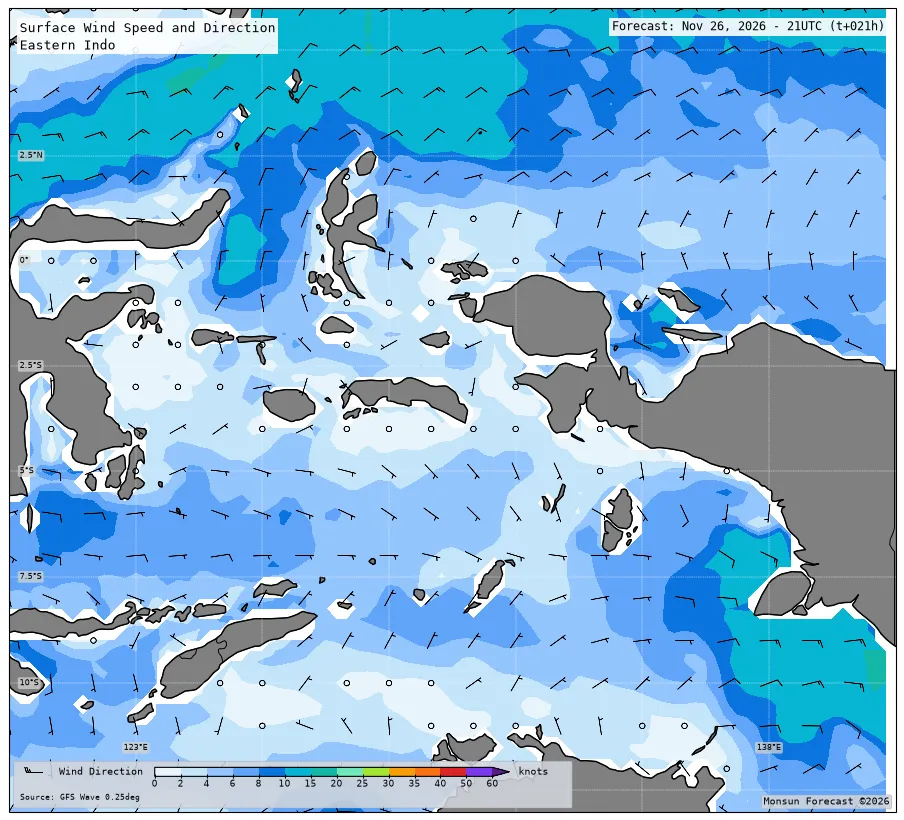 Surface Wind Speed and Direction
Eastern Indo
Forecast: Nov 26, 2026 - 21UTC (t+021h)
2.5°N
0°
2.5°S
5°S
7.5°S
10°S
123°E
138°E
Wind Direction
knots
0 2 4 6 8 10 15 20 25 30 35 40 50 60
Source: GFS Wave 0.25deg
Monsun Forecast ©2026